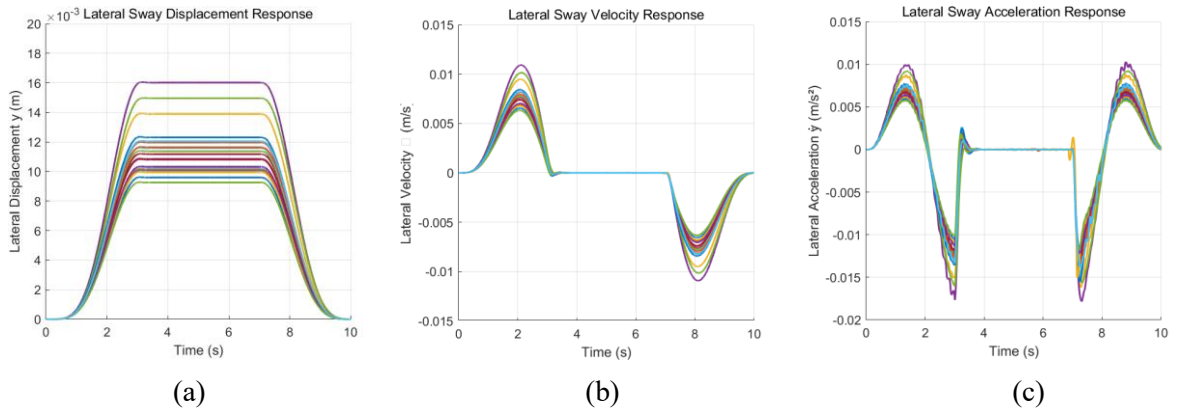 ×10⁻³ Lateral Sway Displacement Response
20
18
16
14
12
10
8
6
4
2
0
Lateral Displacement y (m)
0 2 4 6 8 10
Time (s)
(a)
Lateral Sway Velocity Response
0.015
0.01
0.005
0
-0.005
-0.01
-0.015
Lateral Velocity □ (m/s
0 2 4 6 8 10
Time (s)
(b)
Lateral Sway Acceleration Response
0.015
0.01
0.005
0
-0.005
-0.01
-0.015
-0.02
Lateral Acceleration ẏ (m/s²)
0 2 4 6 8 10
Time (s)
(c)